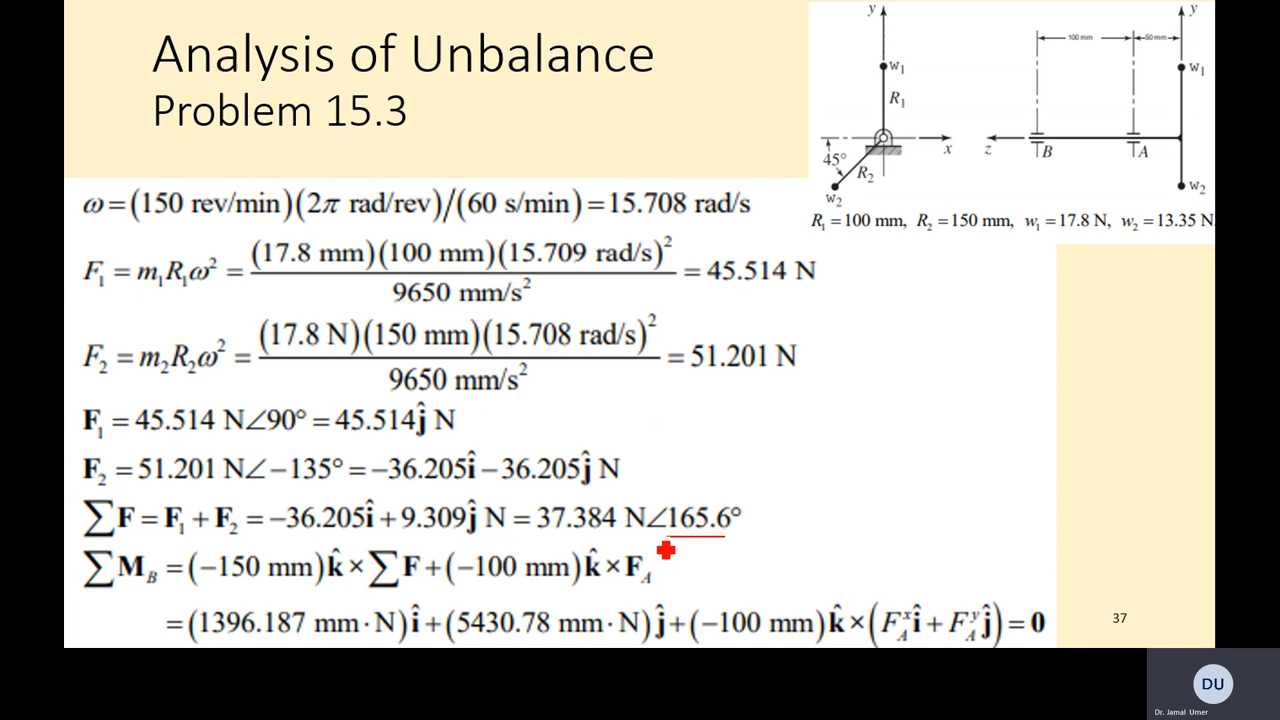 Analysis of Unbalance
Problem 15.3
y
w₁
R₁
x
45°
R₂
w₂
100 mm
50 mm
y
w₁
z
B
A
w₂
R₁ = 100 mm, R₂ = 150 mm, w₁ = 17.8 N, w₂ = 13.35 N
ω = (150 rev/min)(2π rad/rev)/(60 s/min) = 15.708 rad/s
F₁ = m₁R₁ω² = (17.8 mm)(100 mm)(15.709 rad/s)² / 9650 mm/s² = 45.514 N
F₂ = m₂R₂ω² = (17.8 N)(150 mm)(15.708 rad/s)² / 9650 mm/s² = 51.201 N
F₁ = 45.514 N∠90° = 45.514ĵ N
F₂ = 51.201 N∠−135° = −36.205î − 36.205ĵ N
∑F = F₁ + F₂ = −36.205î + 9.309ĵ N = 37.384 N∠165.6°
∑M_B = (−150 mm)k̂ × ∑F + (−100 mm)k̂ × F_A
= (1396.187 mm·N)î + (5430.78 mm·N)ĵ + (−100 mm)k̂ × (F_A^x î + F_A^y ĵ) = 0
37
DU
Dr. Jamal Umer